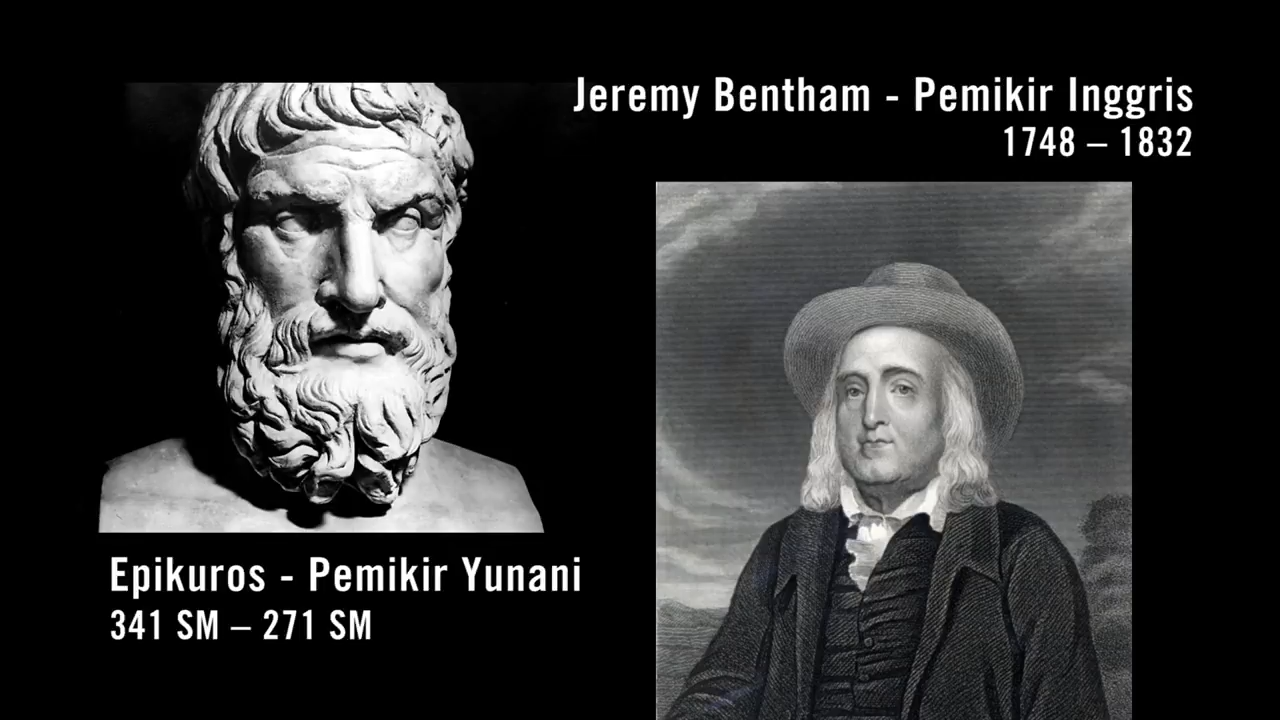 Jeremy Bentham - Pemikir Inggris
1748 – 1832
Epikuros - Pemikir Yunani
341 SM – 271 SM